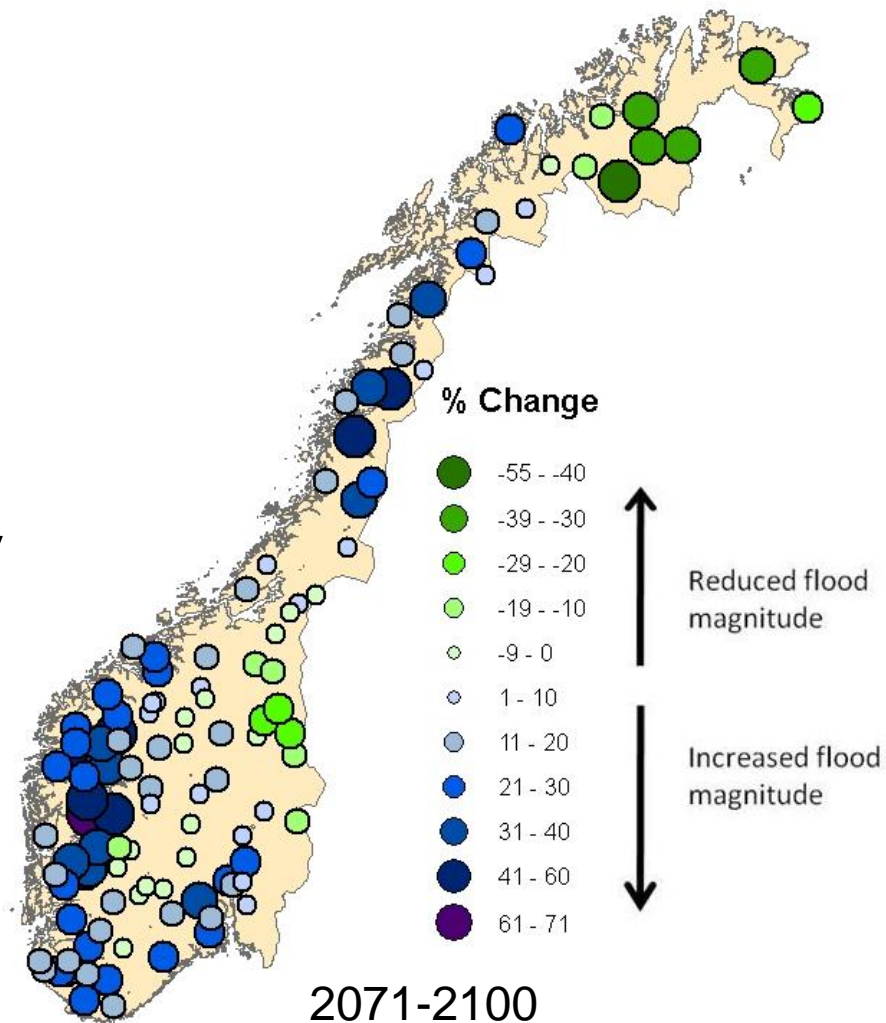 % Change
-55 - -40
-39 - -30
-29 - -20
-19 - -10
-9 - 0
1 - 10
11 - 20
21 - 30
31 - 40
41 - 60
61 - 71
Reduced flood
magnitude
Increased flood
magnitude
2071-2100